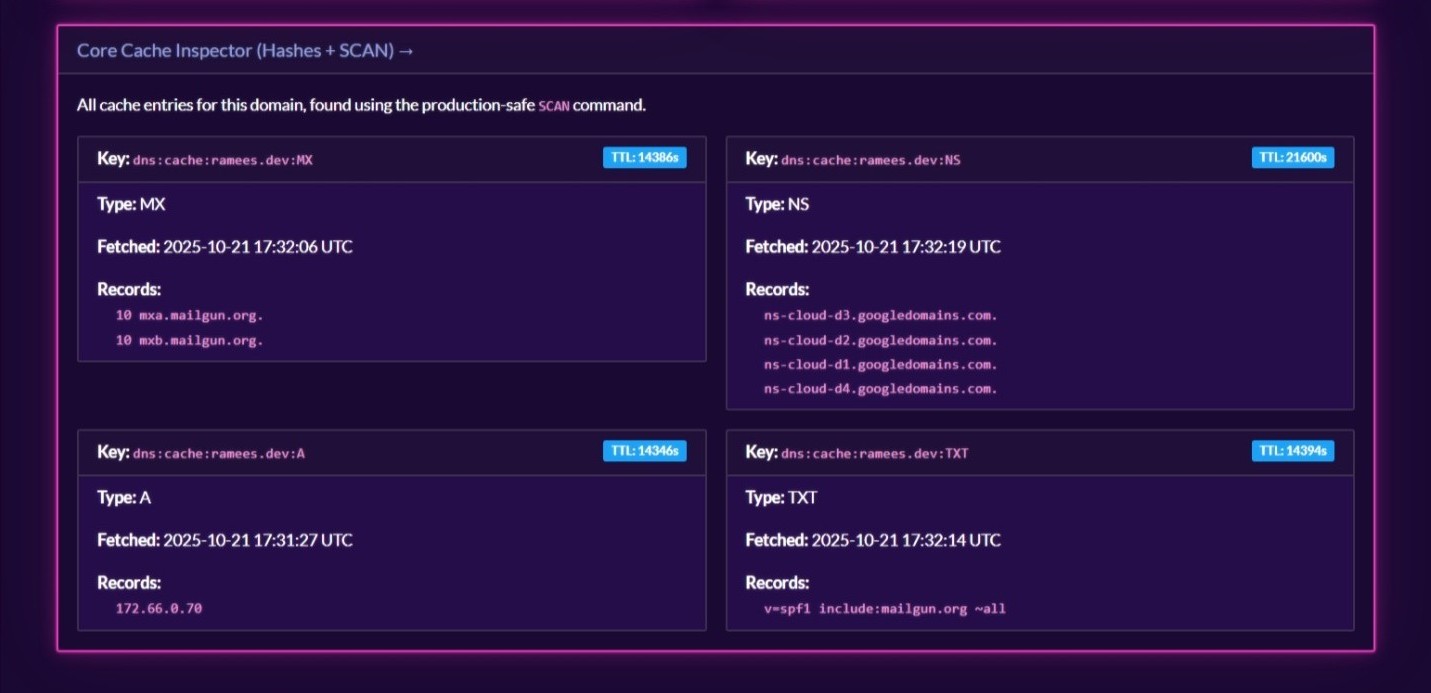 Core Cache Inspector (Hashes + SCAN) →
All cache entries for this domain, found using the production-safe SCAN command.
Key: dns:cache:ramees.dev:MX TTL: 14386s
Type: MX
Fetched: 2025-10-21 17:32:06 UTC
Records:
10 mxa.mailgun.org.
10 mxb.mailgun.org.
Key: dns:cache:ramees.dev:NS TTL: 21600s
Type: NS
Fetched: 2025-10-21 17:32:19 UTC
Records:
ns-cloud-d3.googledomains.com.
ns-cloud-d2.googledomains.com.
ns-cloud-d1.googledomains.com.
ns-cloud-d4.googledomains.com.
Key: dns:cache:ramees.dev:A TTL: 14346s
Type: A
Fetched: 2025-10-21 17:31:27 UTC
Records:
172.66.0.70
Key: dns:cache:ramees.dev:TXT TTL: 14394s
Type: TXT
Fetched: 2025-10-21 17:32:14 UTC
Records:
v=spf1 include:mailgun.org ~all